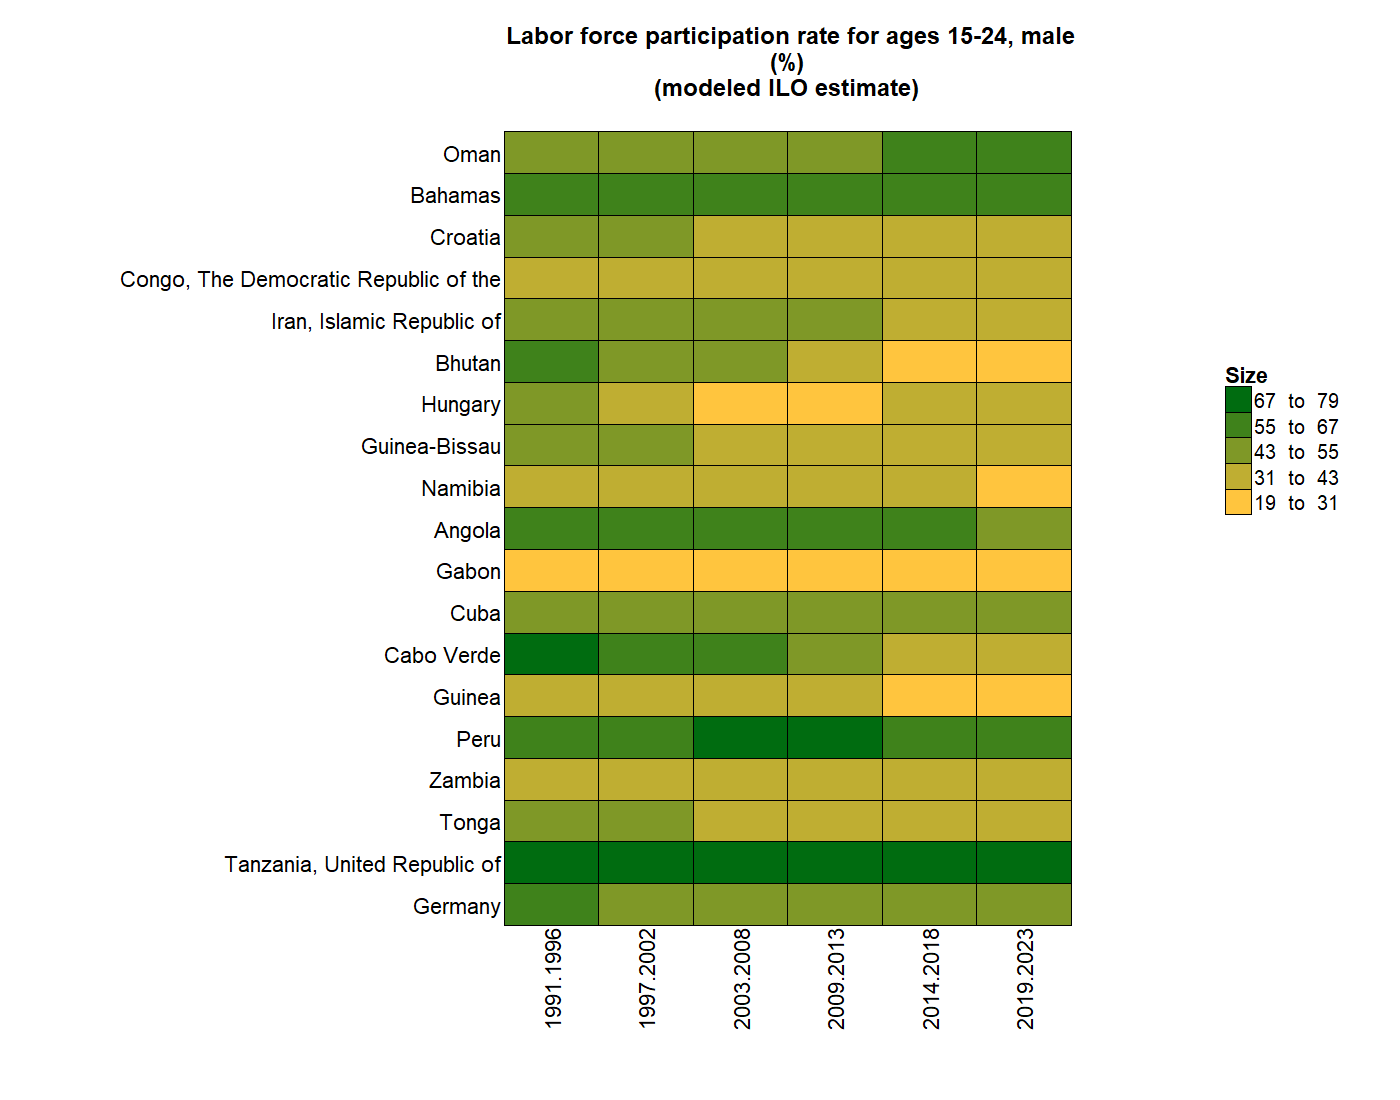 Labor force participation rate for ages 15-24, male
(%)
(modeled ILO estimate)
Oman
Bahamas
Croatia
Congo, The Democratic Republic of the
Iran, Islamic Republic of
Bhutan
Hungary
Guinea-Bissau
Namibia
Angola
Gabon
Cuba
Cabo Verde
Guinea
Peru
Zambia
Tonga
Tanzania, United Republic of
Germany
1991.1996
1997.2002
2003.2008
2009.2013
2014.2018
2019.2023
Size
67 to 79
55 to 67
43 to 55
31 to 43
19 to 31